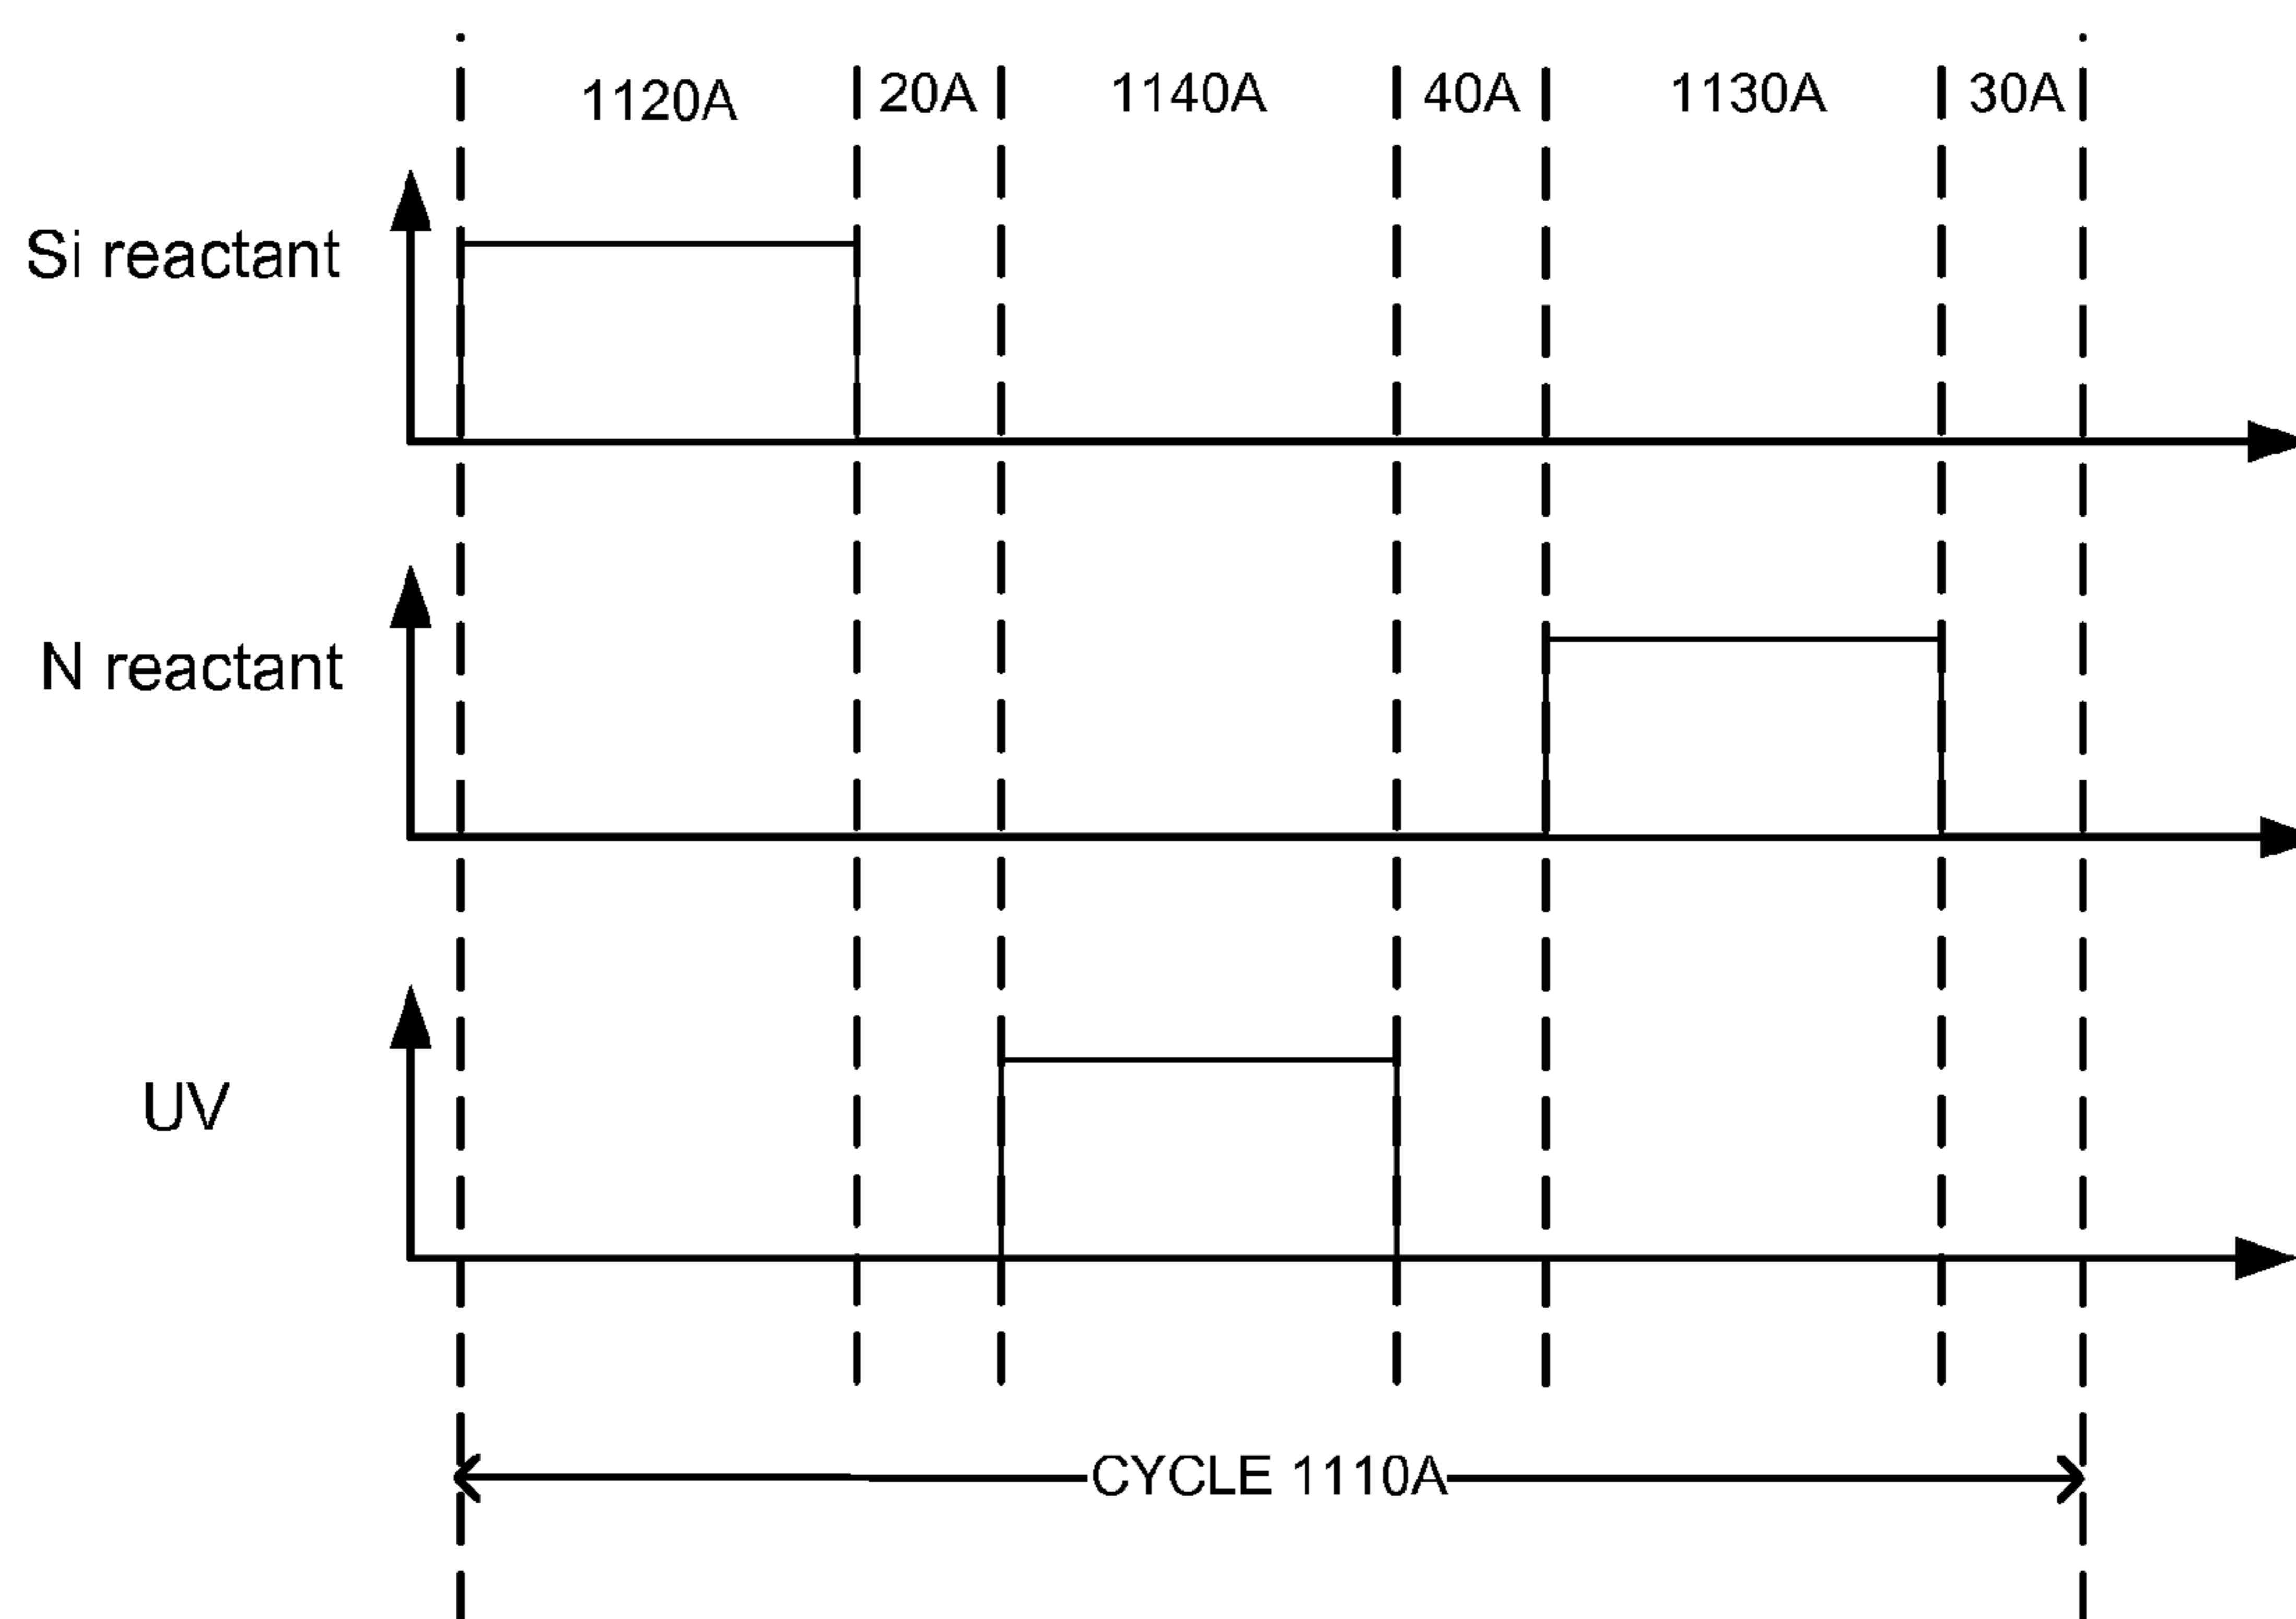 1120A 20A 1140A 40A 1130A 30A
Si reactant
N reactant
UV
CYCLE 1110A